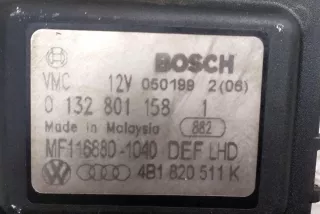 BOSCH
VMC 12V 050199 2(06)
0 132 801 158 1
Made in Malaysia 882
MF116880-1040 DEF LHD
4B1 820 511 K